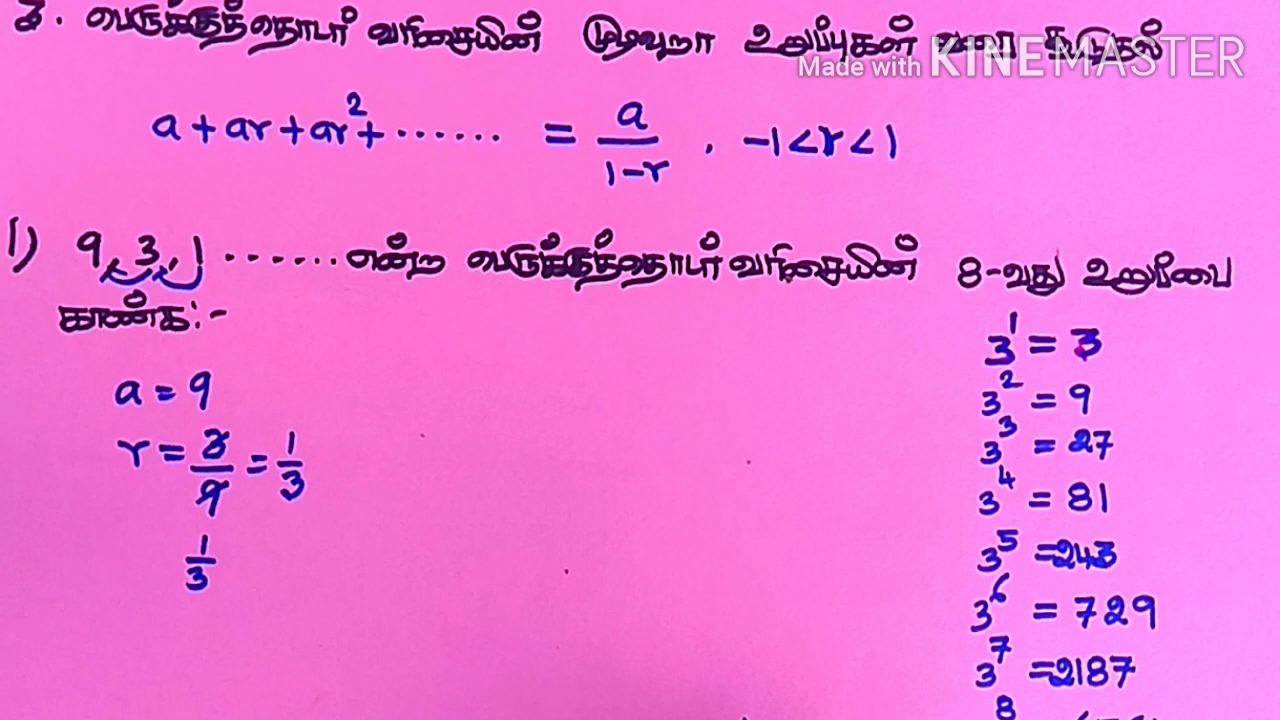 3. பெருக்குத்தொடர் வரிசையின் முடிவுறா உறுப்புகள் வரை கூடுதல்
Made with KINEMASTER
a + ar + ar² + ...... = a/(1-r) , -1 < r < 1
1) 9, 3, 1 ....... என்ற பெருக்குத்தொடர் வரிசையின் 8-வது உறுப்பை
காண்க:-
a = 9
r = 3/9 = 1/3
1/3
3¹ = 3
3² = 9
3³ = 27
3⁴ = 81
3⁵ = 243
3⁶ = 729
3⁷ = 2187